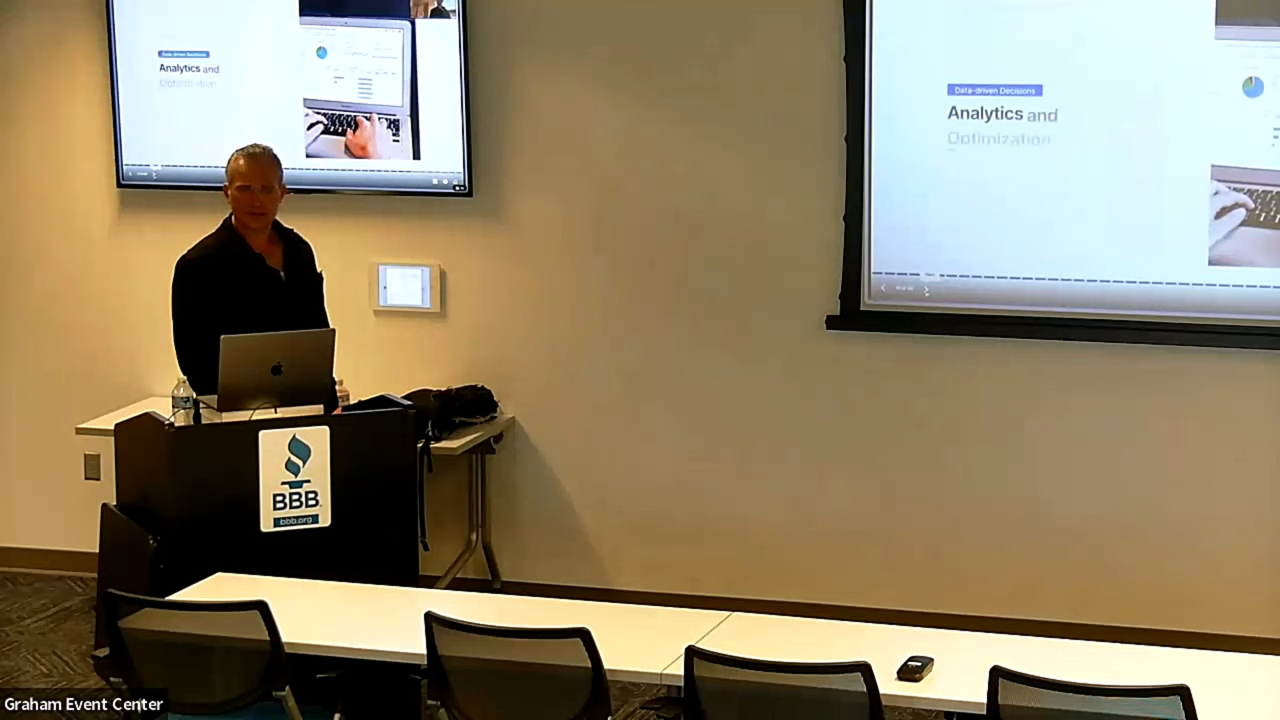 Data-driven Decisions
Analytics and
Optimization
Data-driven Decisions
Analytics and
Optimization
BBB
bbb.org
Graham Event Center